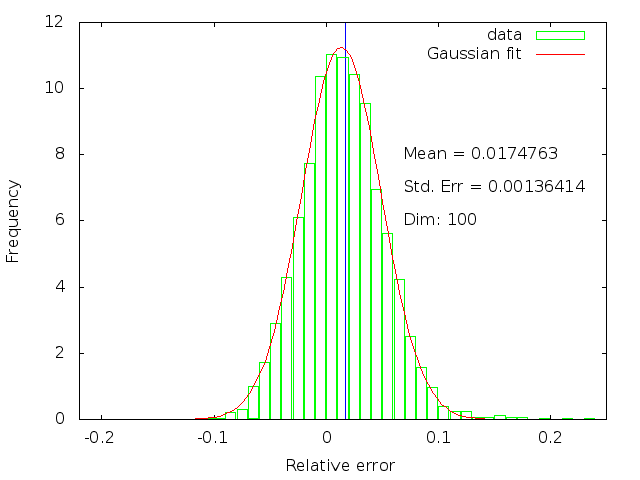 12
10
8
6
4
2
0
Frequency
data
Gaussian fit
Mean = 0.0174763
Std. Err = 0.00136414
Dim: 100
-0.2
-0.1
0
0.1
0.2
Relative error